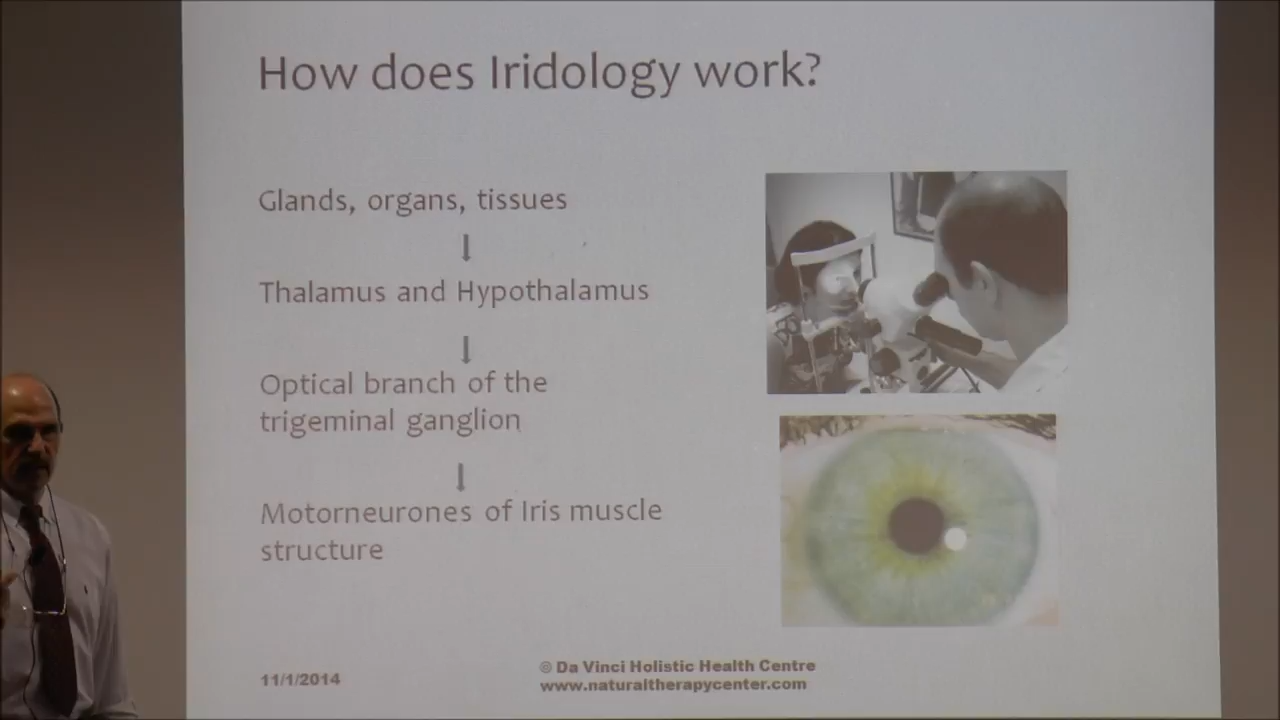 How does Iridology work?
Glands, organs, tissues
Thalamus and Hypothalamus
Optical branch of the
trigeminal ganglion
Motorneurones of Iris muscle
structure
11/1/2014
© Da Vinci Holistic Health Centre
www.naturaltherapycenter.com